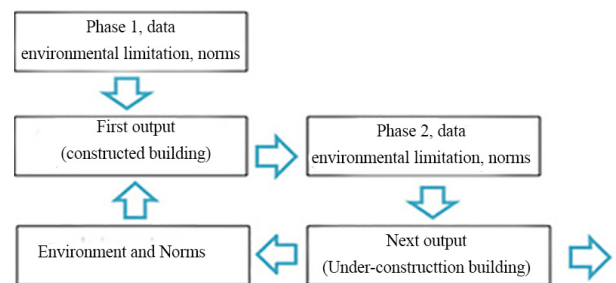 Phase 1, data
environmental limitation, norms
First output
(constructed building)
Phase 2, data
environmental limitation, norms
Environment and Norms
Next output
(Under-constructtion building)